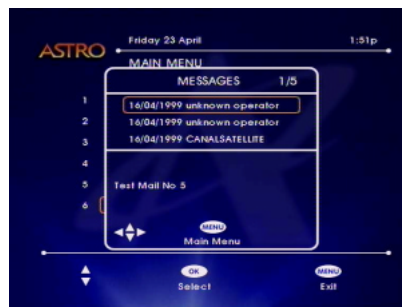 Friday 23 April 1:51p
ASTRO
MAIN MENU
MESSAGES 1/5
1 16/04/1999 unknown operator
2 16/04/1999 unknown operator
3 16/04/1999 CANALSATELLITE
4
5 Test Mail No 5
6
MENU
Main Menu
OK MENU
Select Exit